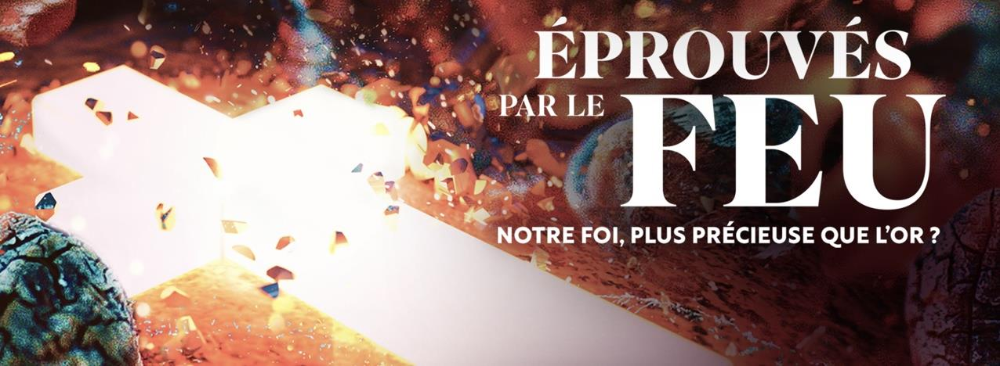 ÉPROUVÉS
PAR LE FEU
NOTRE FOI, PLUS PRÉCIEUSE QUE L'OR ?